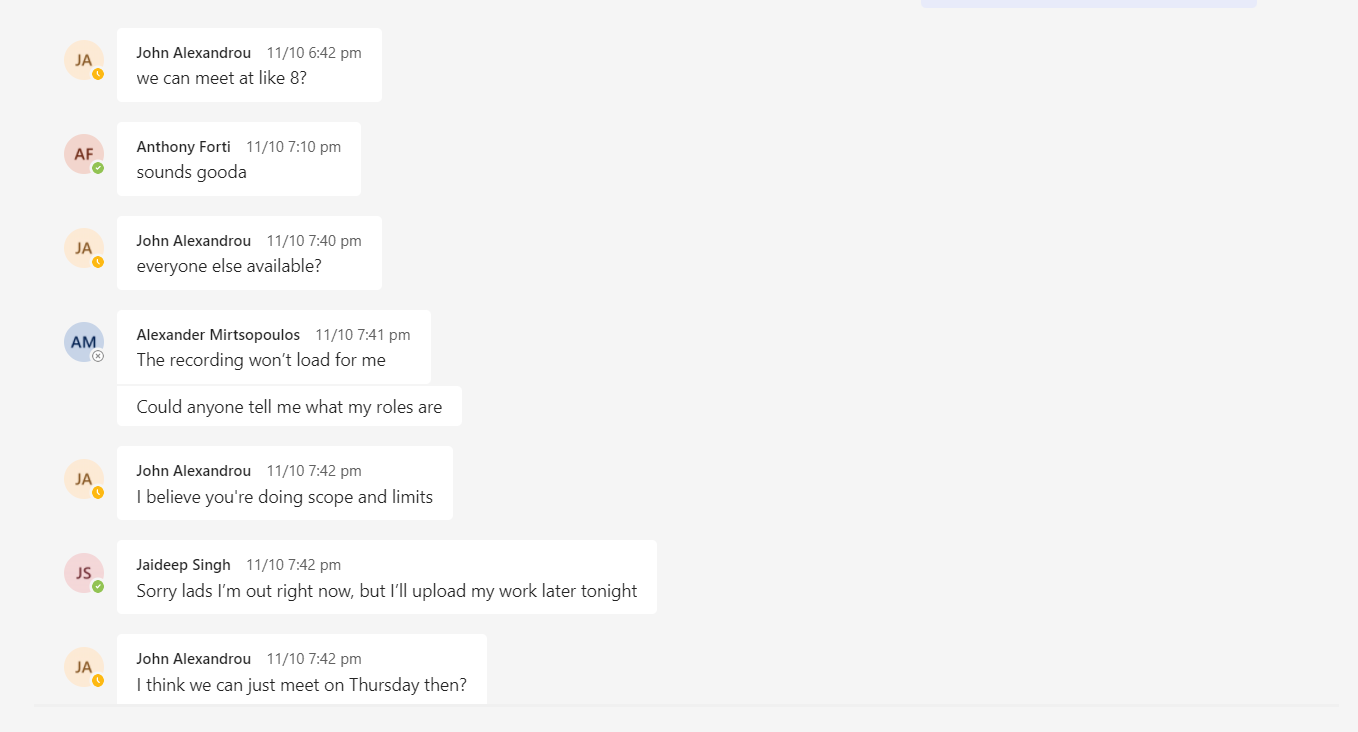 JA
John Alexandrou 11/10 6:42 pm
we can meet at like 8?
AF
Anthony Forti 11/10 7:10 pm
sounds gooda
JA
John Alexandrou 11/10 7:40 pm
everyone else available?
AM
Alexander Mirtsopoulos 11/10 7:41 pm
The recording won’t load for me
Could anyone tell me what my roles are
JA
John Alexandrou 11/10 7:42 pm
I believe you're doing scope and limits
JS
Jaideep Singh 11/10 7:42 pm
Sorry lads I’m out right now, but I’ll upload my work later tonight
JA
John Alexandrou 11/10 7:42 pm
I think we can just meet on Thursday then?